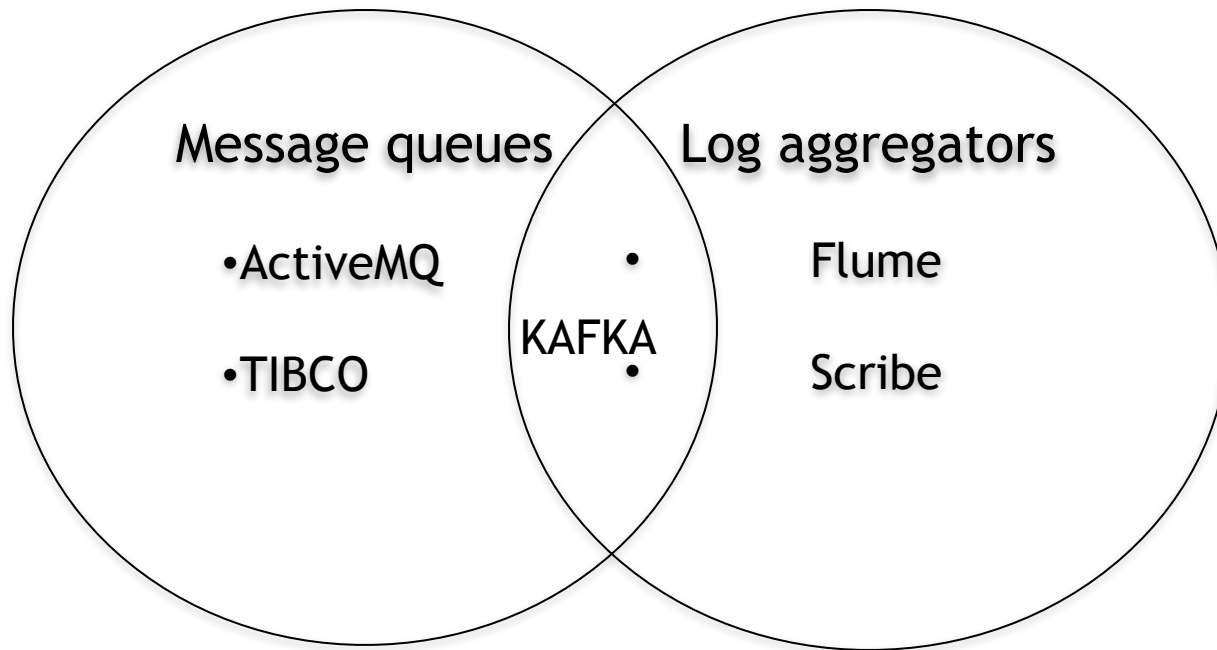 Message queues
Log aggregators
•ActiveMQ
• Flume
KAFKA
•TIBCO
• Scribe